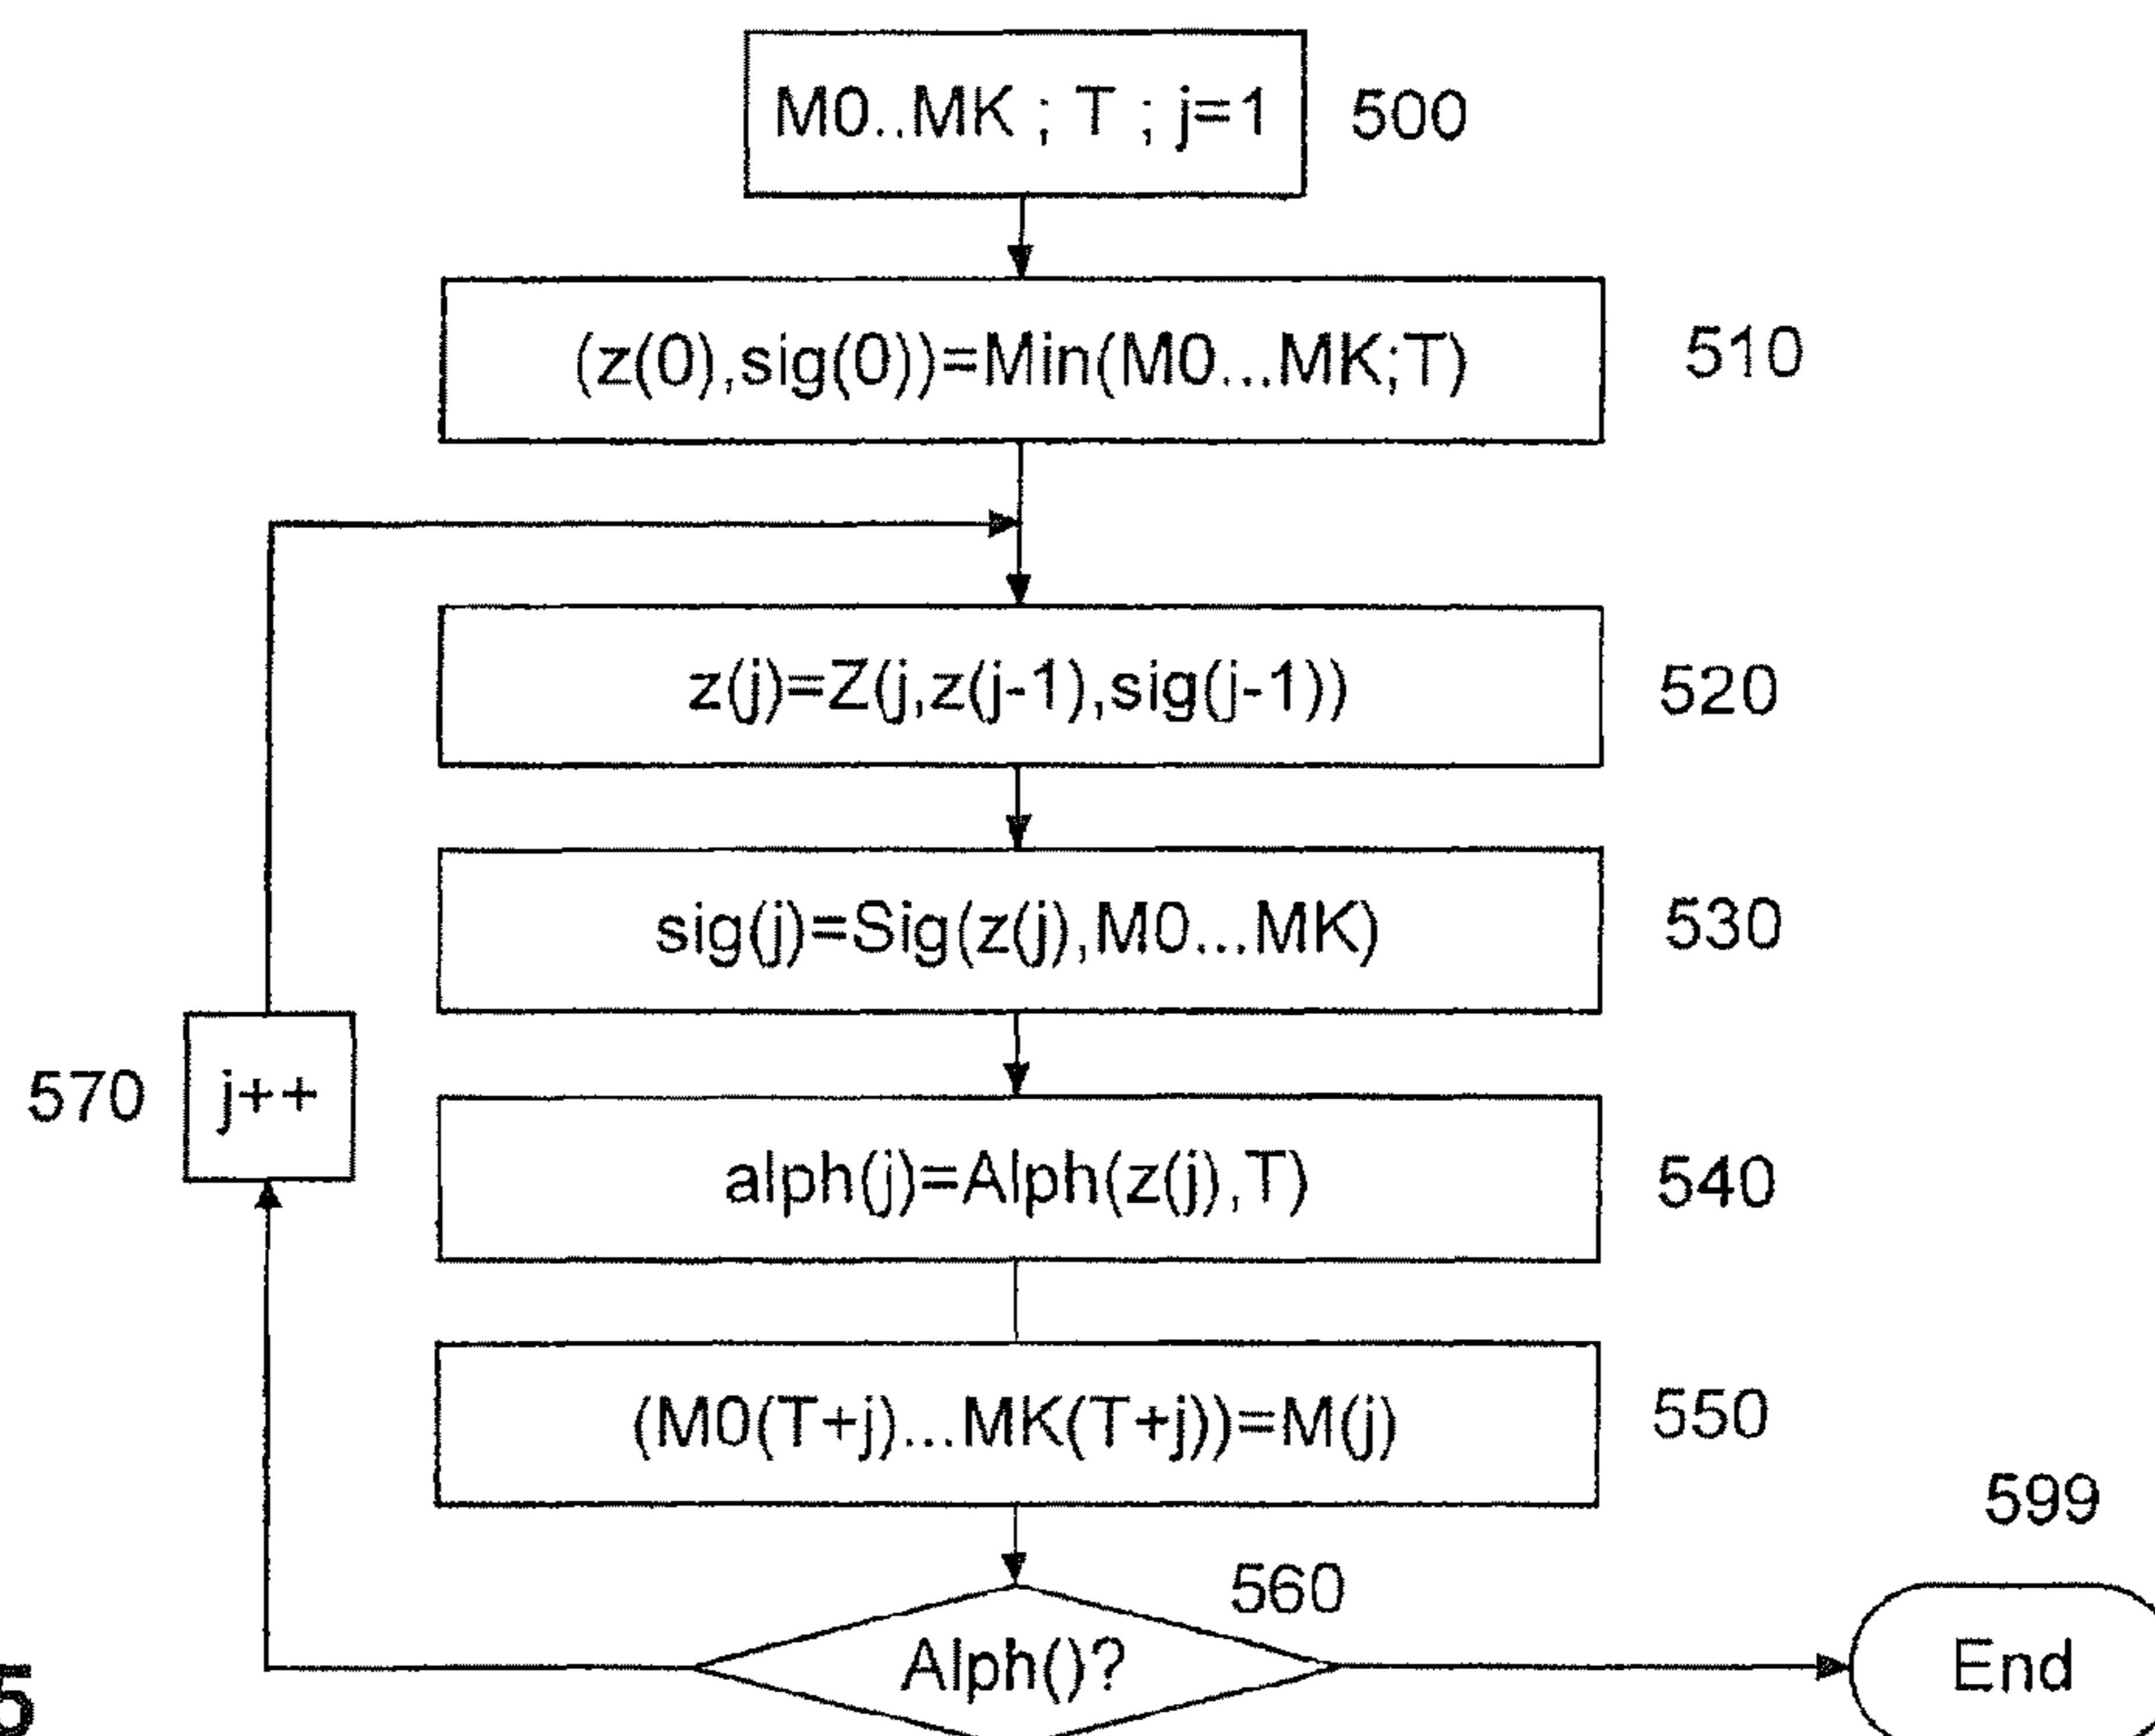 M0..MK ; T ; j=1
500
(z(0),sig(0))=Min(M0...MK;T)
510
z(j)=Z(j,z(j-1),sig(j-1))
520
sig(j)=Sig(z(j),M0...MK)
530
570
j++
alph(j)=Alph(z(j),T)
540
(M0(T+j)...MK(T+j))=M(j)
550
599
560
Alph()?
End
5